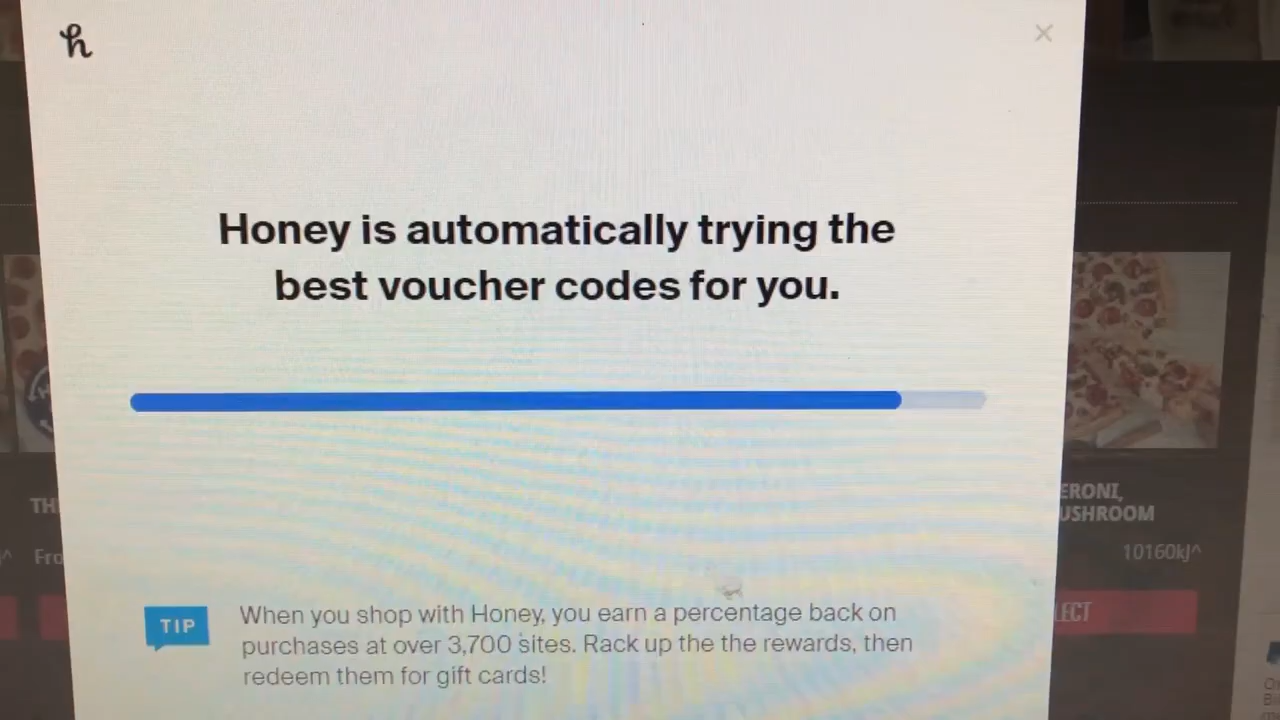 h
Honey is automatically trying the
best voucher codes for you.
TH
Fro
ERONI,
USHROOM
10160kJ^
LECT
TIP
When you shop with Honey, you earn a percentage back on
purchases at over 3,700 sites. Rack up the the rewards, then
redeem them for gift cards!